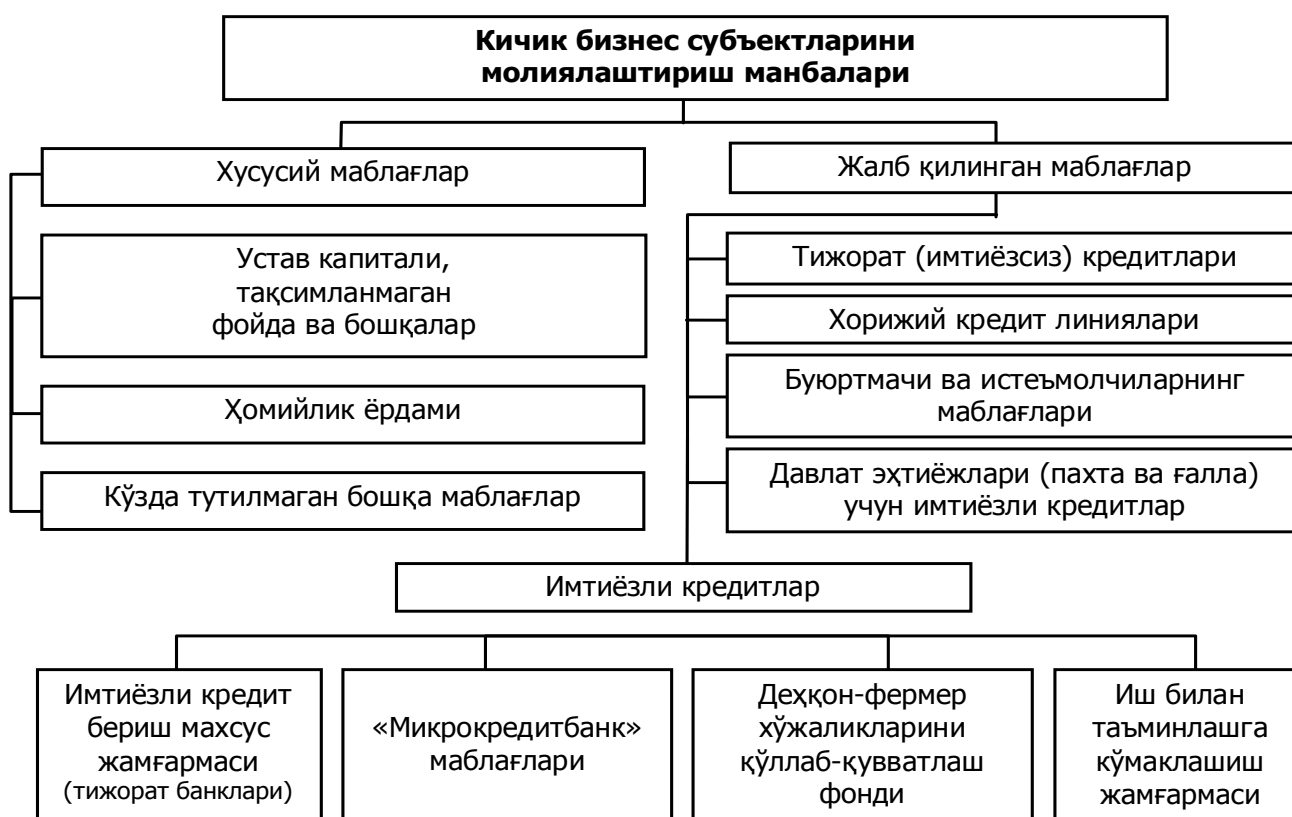 Кичик бизнес субъектларини
молиялаштириш манбалари
Хусусий маблағлар
Устав капитали,
тақсимланмаган
фойда ва бошқалар
Ҳомийлик ёрдами
Кўзда тутилмаган бошқа маблағлар
Жалб қилинган маблағлар
Тижорат (имтиёзсиз) кредитлари
Хорижий кредит линиялари
Буюртмачи ва истеъмолчиларнинг
маблағлари
Давлат эҳтиёжлари (пахта ва ғалла)
учун имтиёзли кредитлар
Имтиёзли кредитлар
Имтиёзли кредит
бериш махсус
жамғармаси
(тижорат банклари)
«Микрокредитбанк»
маблағлари
Деҳқон-фермер
хўжаликларини
қўллаб-қувватлаш
фонди
Иш билан
таъминлашга
кўмаклашиш
жамғармаси